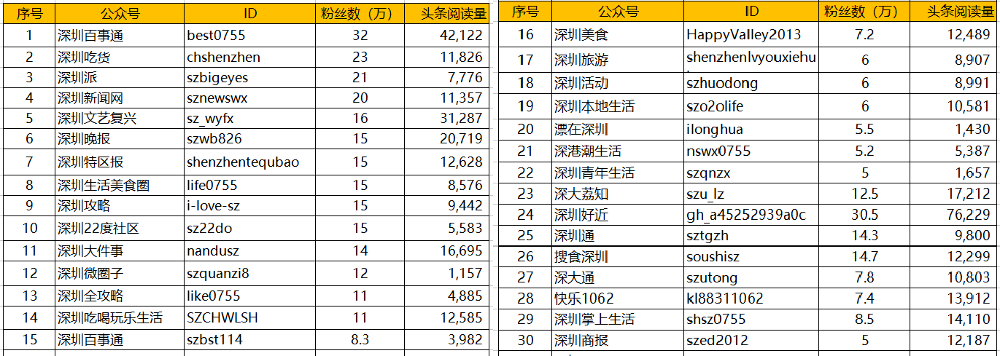 序号 公众号 ID 粉丝数（万） 头条阅读量
1 深圳百事通 best0755 32 42,122
2 深圳吃货 chshenzhen 23 11,826
3 深圳派 szbigeyes 21 7,776
4 深圳新闻网 sznewswx 20 11,357
5 深圳文艺复兴 sz_wyfx 16 31,287
6 深圳晚报 szwb826 15 20,719
7 深圳特区报 shenzhentequbao 15 12,628
8 深圳生活美食圈 life0755 15 8,576
9 深圳攻略 i-love-sz 15 9,442
10 深圳22度社区 sz22do 15 5,583
11 深圳大件事 nandusz 14 16,695
12 深圳微圈子 szquanzi8 12 1,157
13 深圳全攻略 like0755 11 4,885
14 深圳吃喝玩乐生活 SZCHWLSH 11 12,585
15 深圳百事通 szbst114 8.3 3,982
序号 公众号 ID 粉丝数（万） 头条阅读量
16 深圳美食 HappyValley2013 7.2 12,489
17 深圳旅游 shenzhenlvyouxiehu 6 8,907
18 深圳活动 szhuodong 6 8,991
19 深圳本地生活 szo2olife 6 10,581
20 漂在深圳 ilonghua 5.5 1,430
21 深港潮生活 nswx0755 5.2 5,387
22 深圳青年生活 szqnzx 5 1,657
23 深大荔知 szu_lz 12.5 17,212
24 深圳好近 gh_a45252939a0c 30.5 76,229
25 深圳通 sztgzh 14.3 9,800
26 搜食深圳 soushisz 14.7 12,299
27 深大通 szutong 7.8 10,803
28 快乐1062 kl88311062 7.4 13,912
29 深圳掌上生活 shsz0755 8.5 14,110
30 深圳商报 szed2012 5 12,187